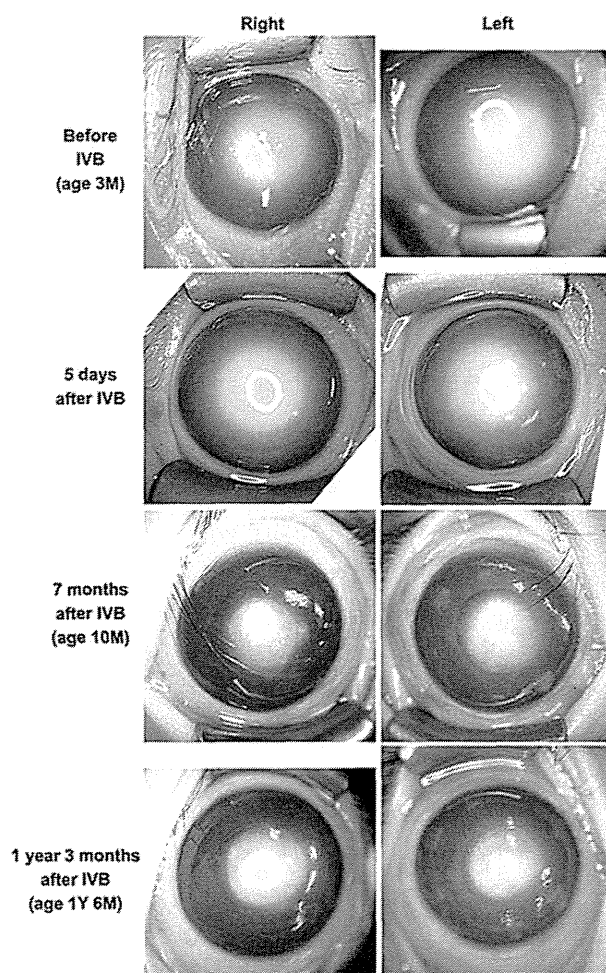 Right Left
Before
IVB
(age 3M)
5 days
after IVB
7 months
after IVB
(age 10M)
1 year 3 months
after IVB
(age 1Y 6M)